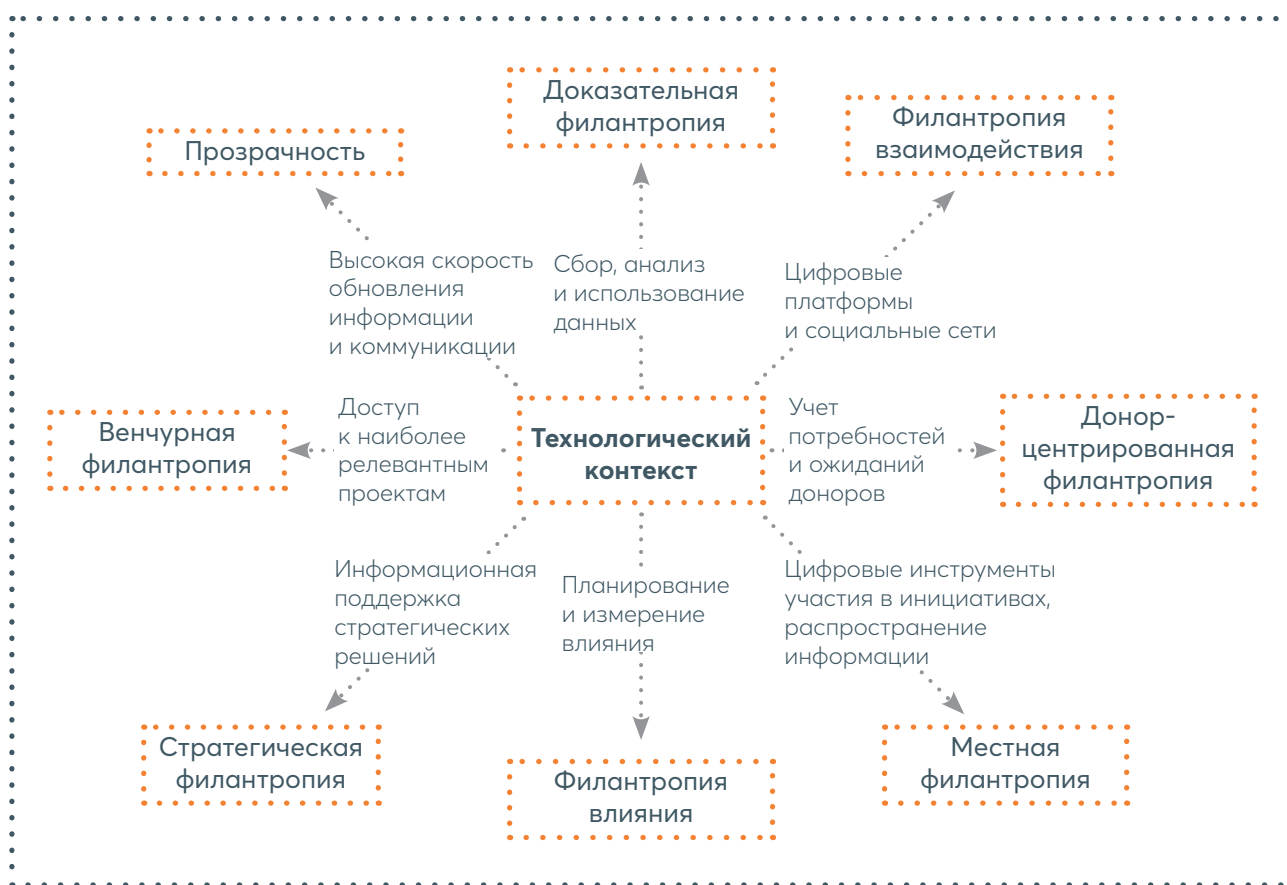 Доказательная
филантропия
Филантропия
взаимодействия
Прозрачность
Высокая скорость
обновления
информации
и коммуникации
Сбор, анализ
и использование
данных
Цифровые
платформы
и социальные сети
Венчурная
филантропия
Доступ
к наиболее
релевантным
проектам
Технологический
контекст
Учет
потребностей
и ожиданий
доноров
Донор-
центрированная
филантропия
Информационная
поддержка
стратегических
решений
Планирование
и измерение
влияния
Цифровые инструменты
участия в инициативах,
распространение
информации
Стратегическая
филантропия
Филантропия
влияния
Местная
филантропия